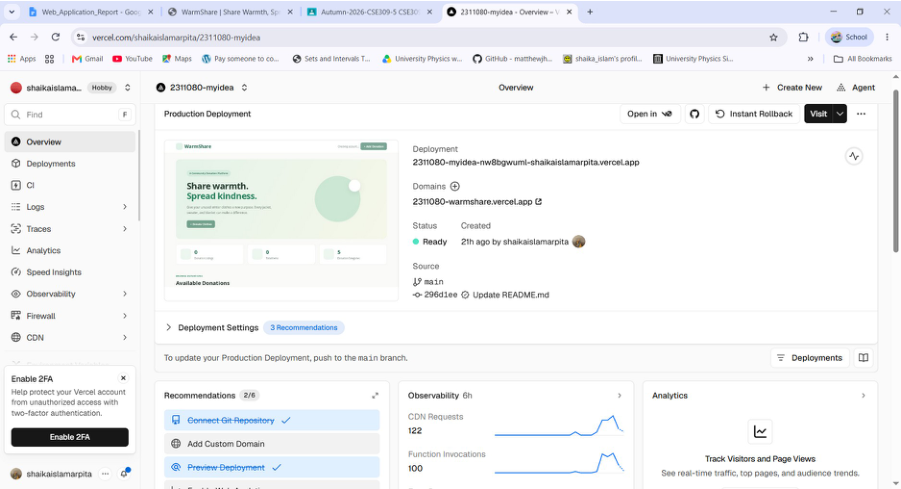 Web_Application_Report - Goo
WarmShare | Share Warmth, Sp
Autumn-2026-CSE309-5 CSE30
2311080-myidea - Overview – V
vercel.com/shaikaislamarpita/2311080-myidea
School
Apps
Gmail
YouTube
Maps
Pay someone to co...
Sets and Intervals T...
University Physics w...
GitHub - matthewjh...
shaika_islam's profil...
University Physics Si...
All Bookmarks
shaikaislama...
Hobby
2311080-myidea
Overview
Create New
Agent
Find
F
Overview
Deployments
CI
Logs
Traces
Analytics
Speed Insights
Observability
Firewall
CDN
Enable 2FA
Help protect your Vercel account
from unauthorized access with
two-factor authentication.
Enable 2FA
shaikaislamarpita
Production Deployment
Open in
Instant Rollback
Visit
WarmShare
Share warmth.
Spread kindness.
0
0
5
Available Donations
Deployment
2311080-myidea-nw8bgwuml-shaikaislamarpita.vercel.app
Domains
2311080-warmshare.vercel.app
Status
Created
Ready
21h ago by shaikaislamarpita
Source
main
296d1ee
Update README.md
Deployment Settings
3 Recommendations
To update your Production Deployment, push to the main branch.
Deployments
Recommendations
2/6
Connect Git Repository
Add Custom Domain
Preview Deployment
Observability 6h
CDN Requests
122
Function Invocations
100
Analytics
Track Visitors and Page Views
See real-time traffic, top pages, and audience trends.